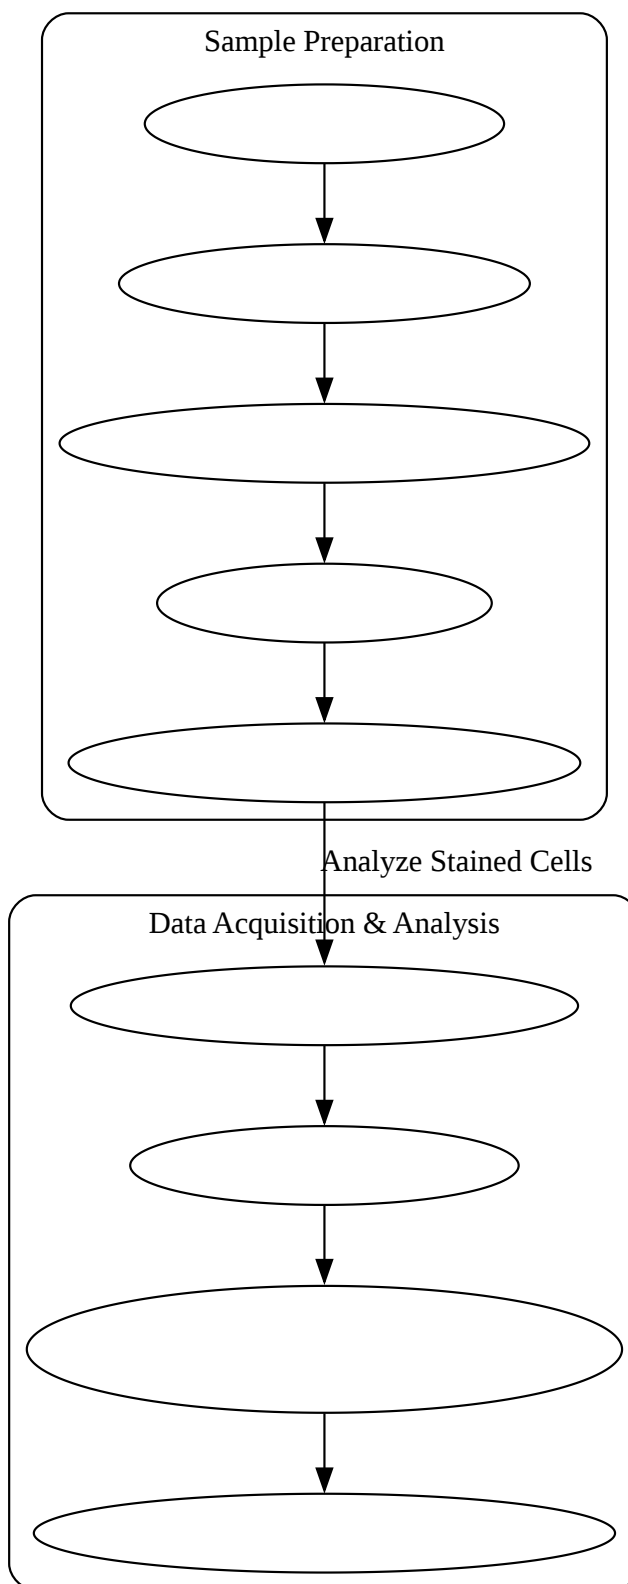 Sample Preparation
Analyze Stained Cells
Data Acquisition & Analysis